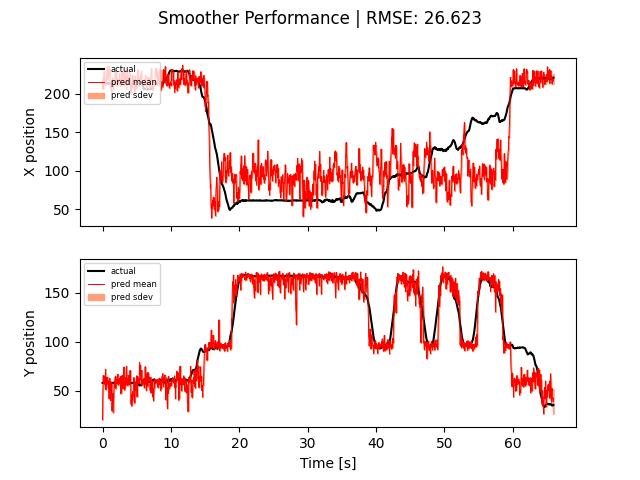 Smoother Performance | RMSE: 26.623
actual
pred mean
pred sdev
X position
200
150
100
50
actual
pred mean
pred sdev
Y position
150
100
50
0 10 20 30 40 50 60
Time [s]